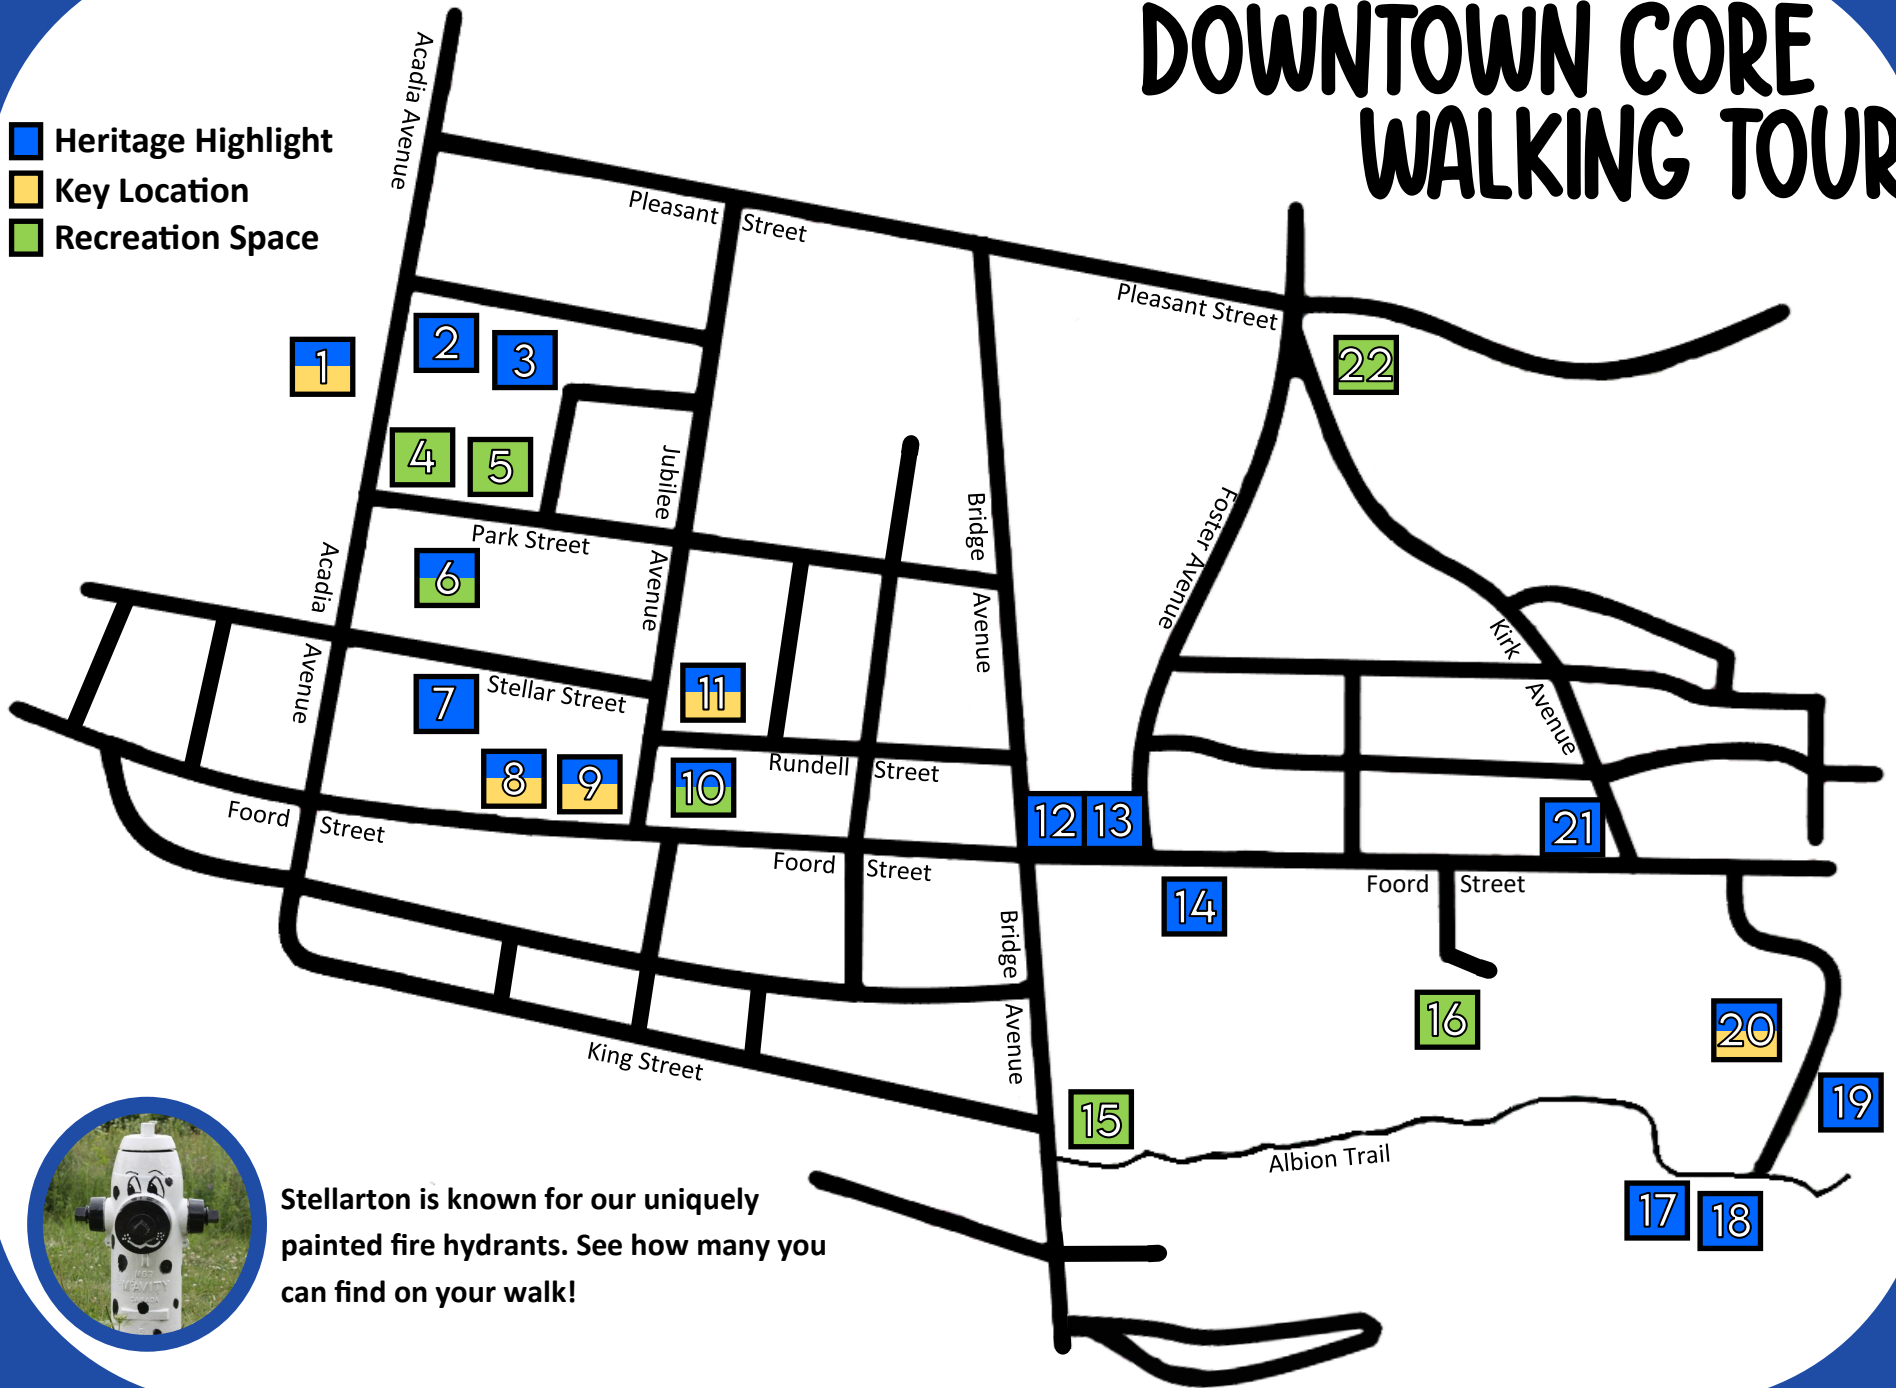 DOWNTOWN CORE
WALKING TOUR
Heritage Highlight
Key Location
Recreation Space
Acadia Avenue
Pleasant Street
Pleasant Street
1
2
3
22
4
5
Jubilee
Avenue
Park Street
Bridge
Avenue
Foster Avenue
Acadia
Avenue
6
Kirk
Avenue
7
Stellar Street
11
8
9
10
Rundell Street
12
13
21
Foord Street
Foord Street
Foord Street
14
Bridge
Avenue
16
20
King Street
15
19
Albion Trail
17
18
Stellarton is known for our uniquely
painted fire hydrants. See how many you
can find on your walk!